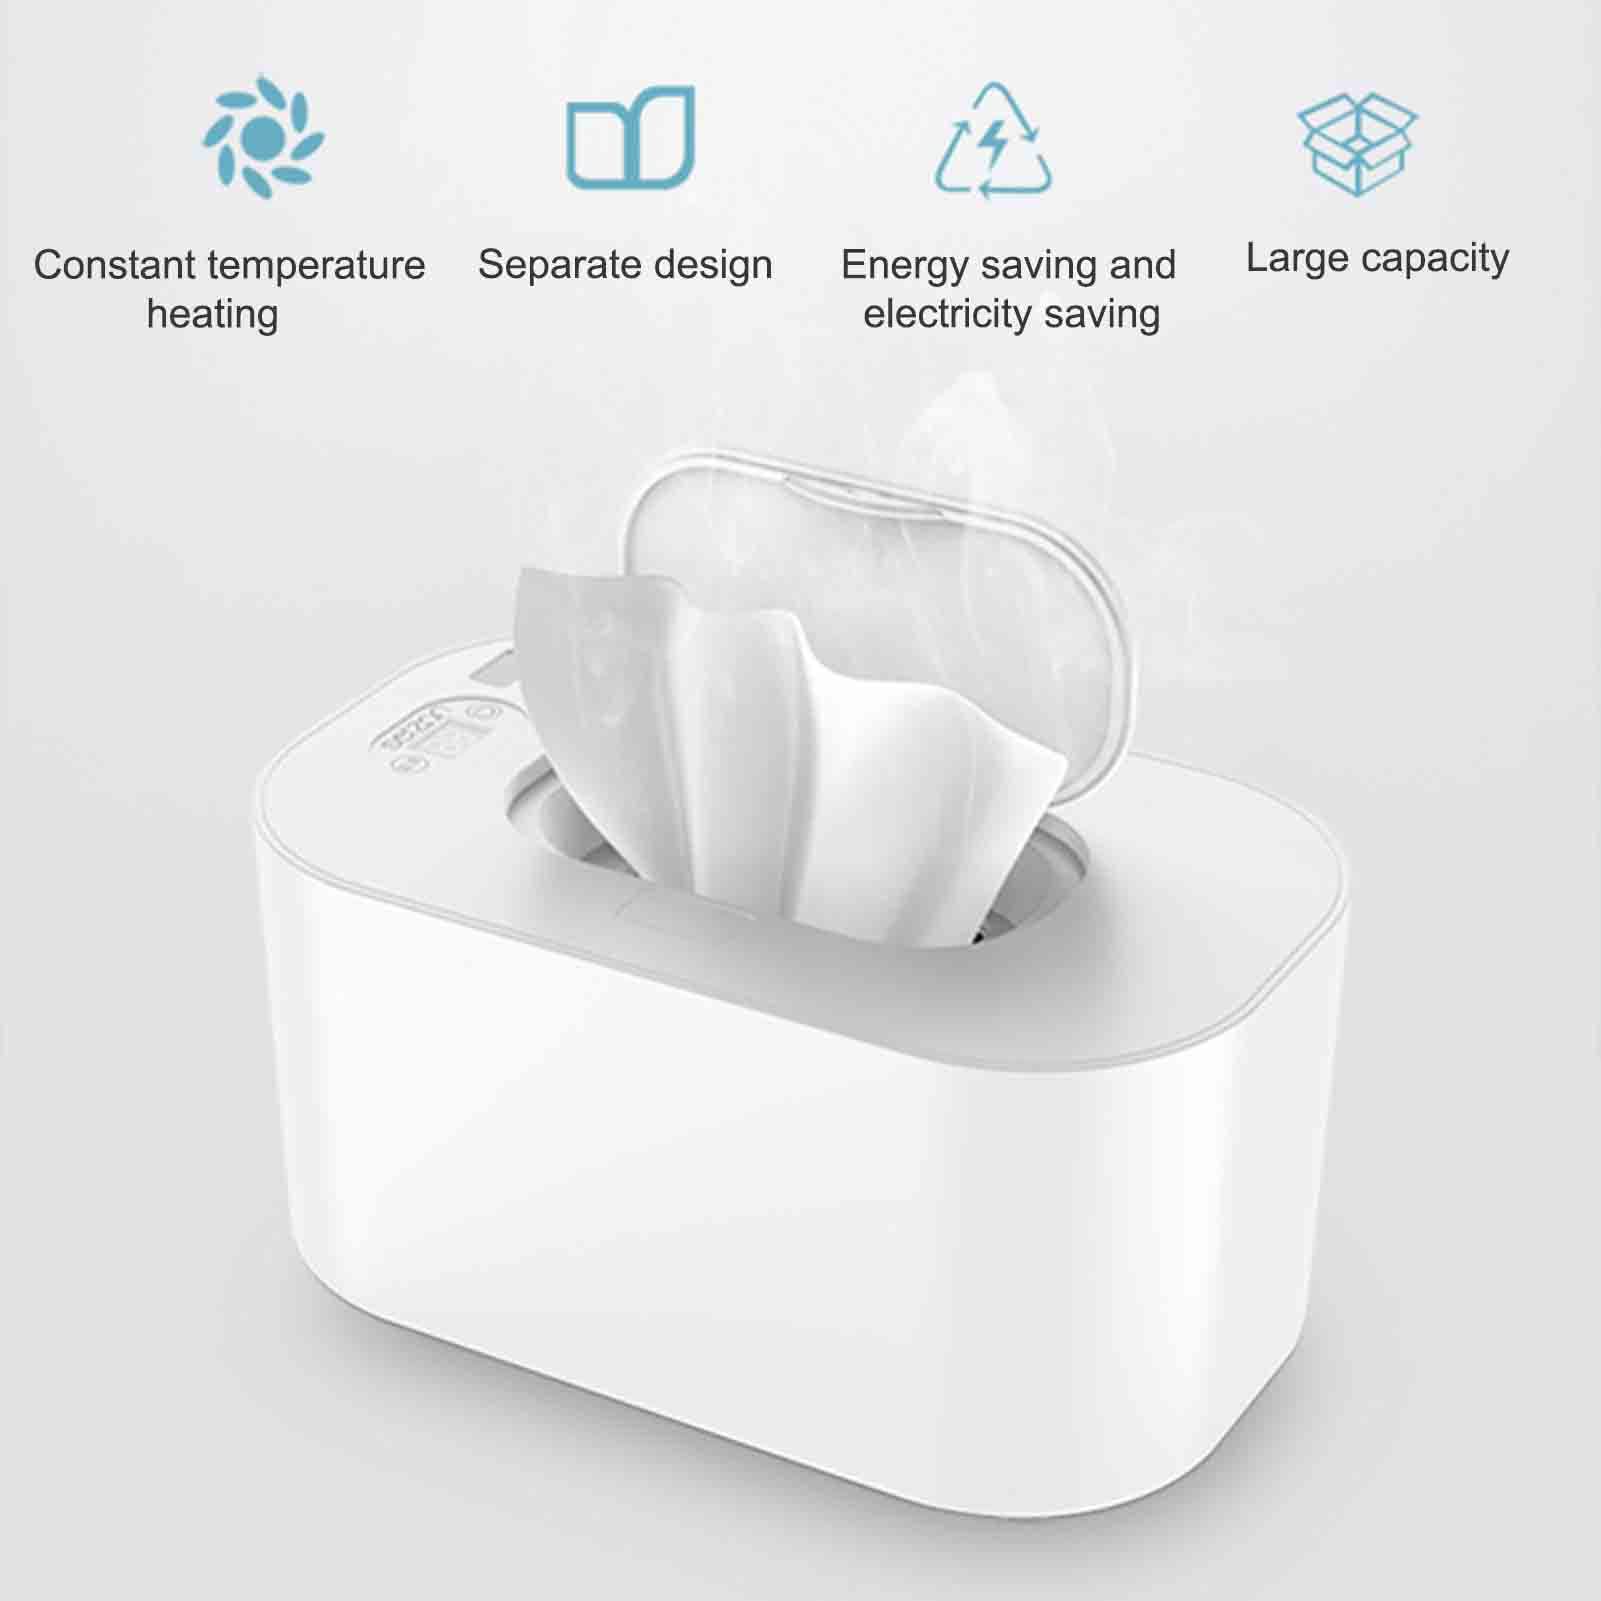 Constant temperature
heating
Separate design
Energy saving and
electricity saving
Large capacity